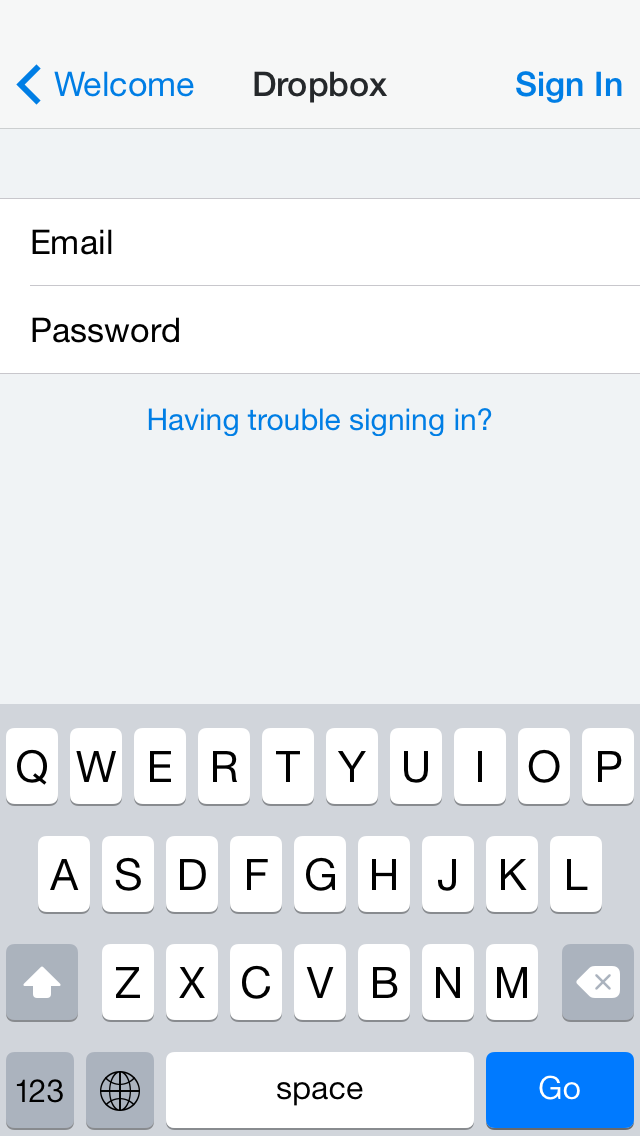 Welcome Dropbox Sign In
Email
Password
Having trouble signing in?
Q W E R T Y U I O P
A S D F G H J K L
Z X C V B N M
123 space Go